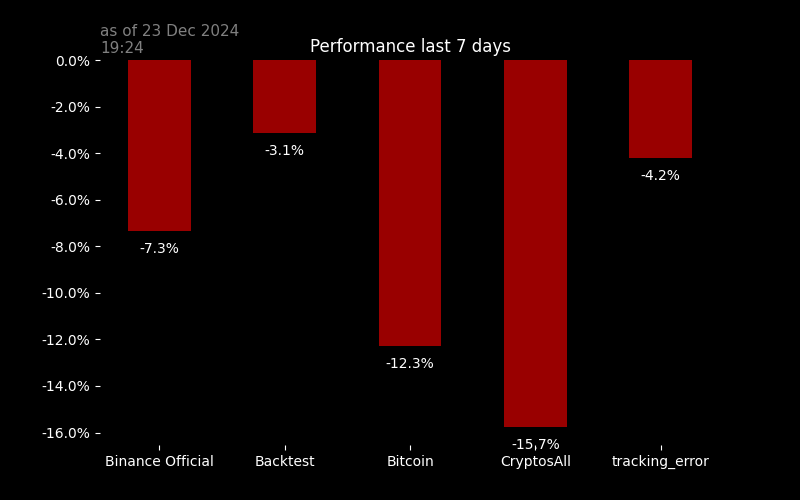 as of 23 Dec 2024
19:24
Performance last 7 days
0.0%
-2.0%
-4.0%
-6.0%
-8.0%
-10.0%
-12.0%
-14.0%
-16.0%
-7.3%
-3.1%
-12.3%
-15.7%
-4.2%
Binance Official
Backtest
Bitcoin
CryptosAll
tracking_error